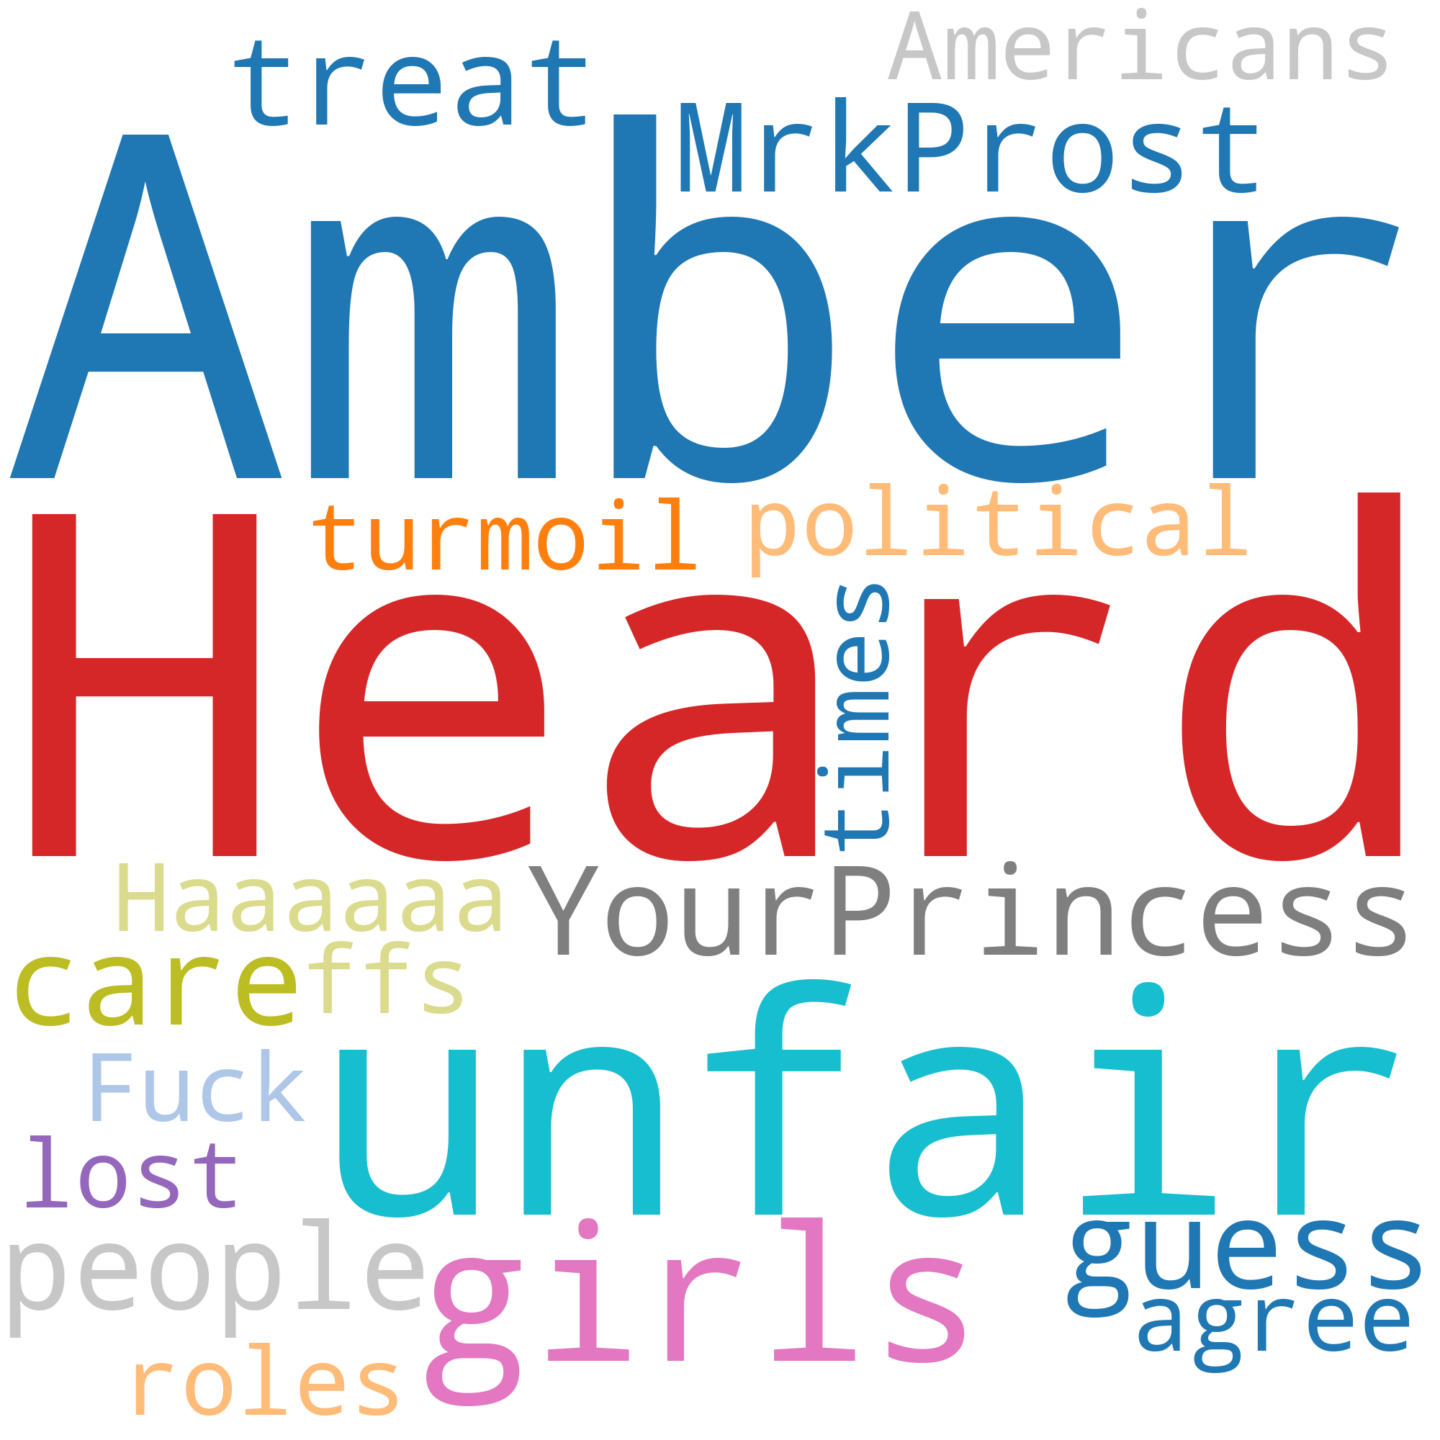 Americans
treat
MrkProst
Amber
turmoil political
Heard
times
Haaaaaa YourPrincess
care ffs
unfair
Fuck
lost
people girls guess
agree
roles